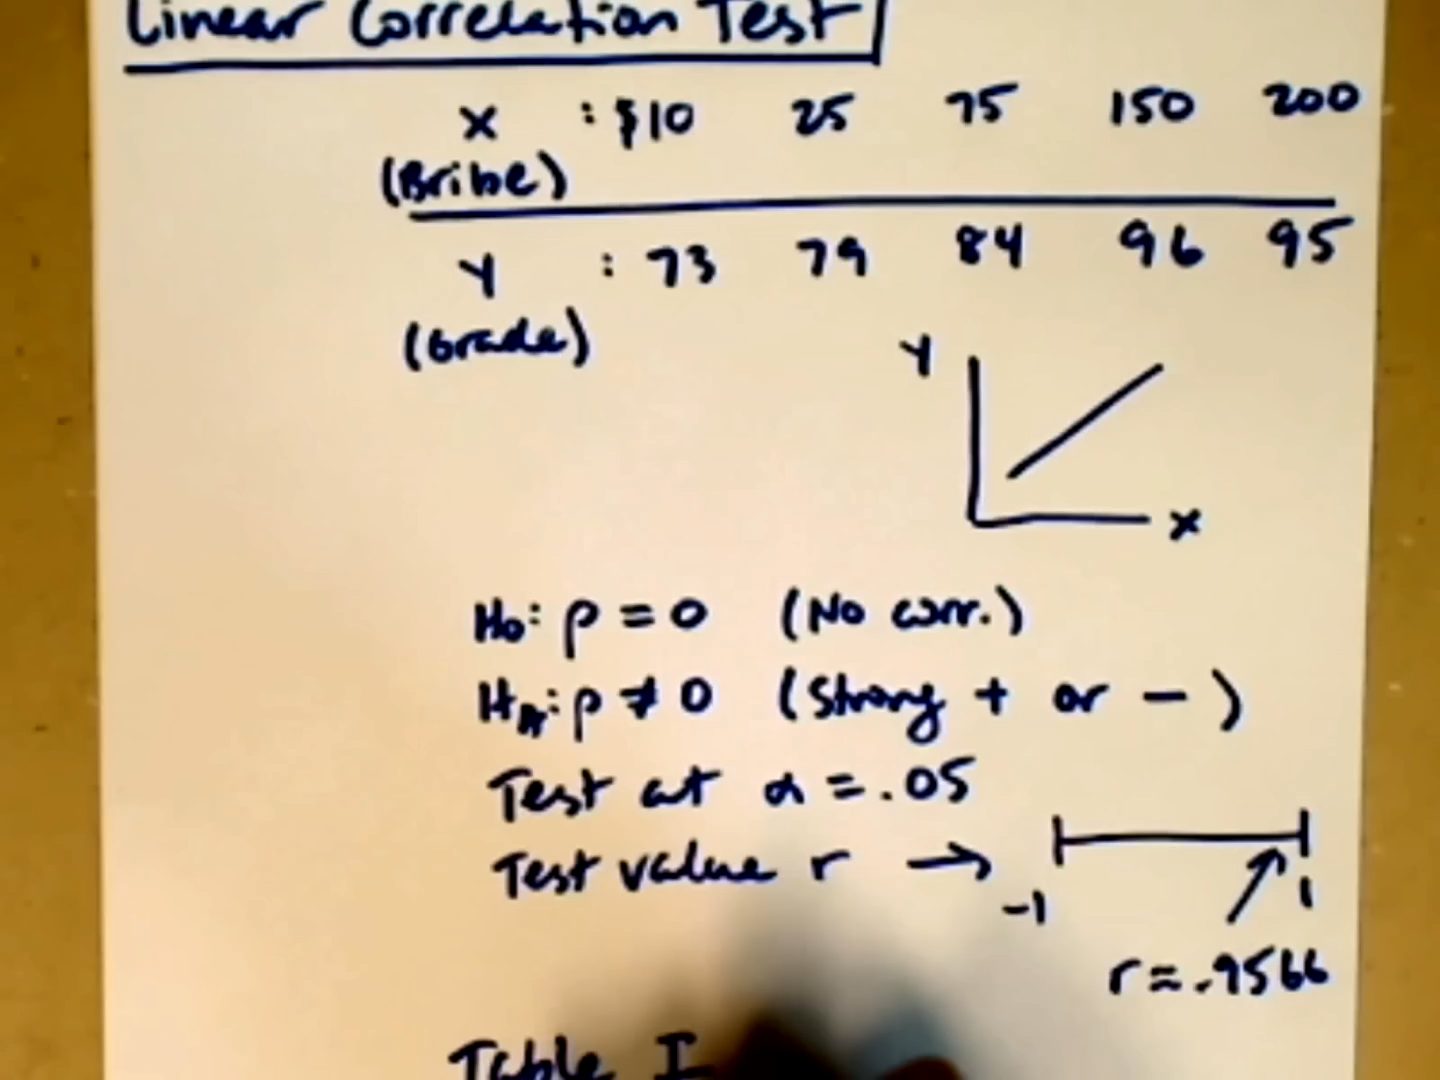 Linear Correlation Test
X : $10 25 75 150 200
(Bribe)
Y : 73 79 84 96 95
(Grade)
Y
X
H₀: ρ = 0 (No corr.)
H_A: ρ ≠ 0 (Strong + or - )
Test at α = .05
Test value r →
-1 1
r ≈ .9566
Table I